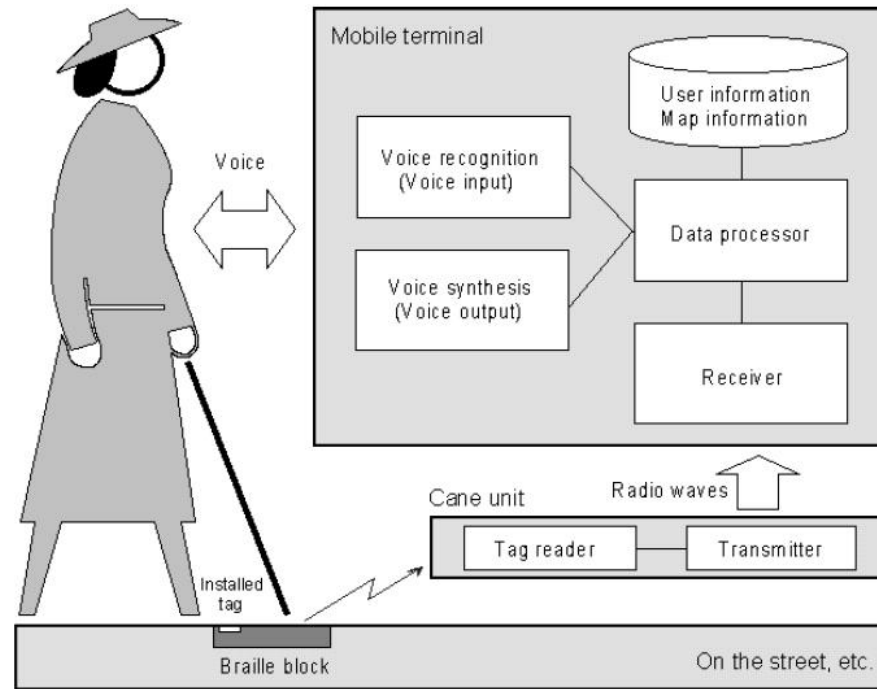 Mobile terminal
User information
Map information
Voice recognition
(Voice input)
Voice
Data processor
Voice synthesis
(Voice output)
Receiver
Radio waves
Cane unit
Tag reader
Transmitter
Installed
tag
Braille block
On the street, etc.